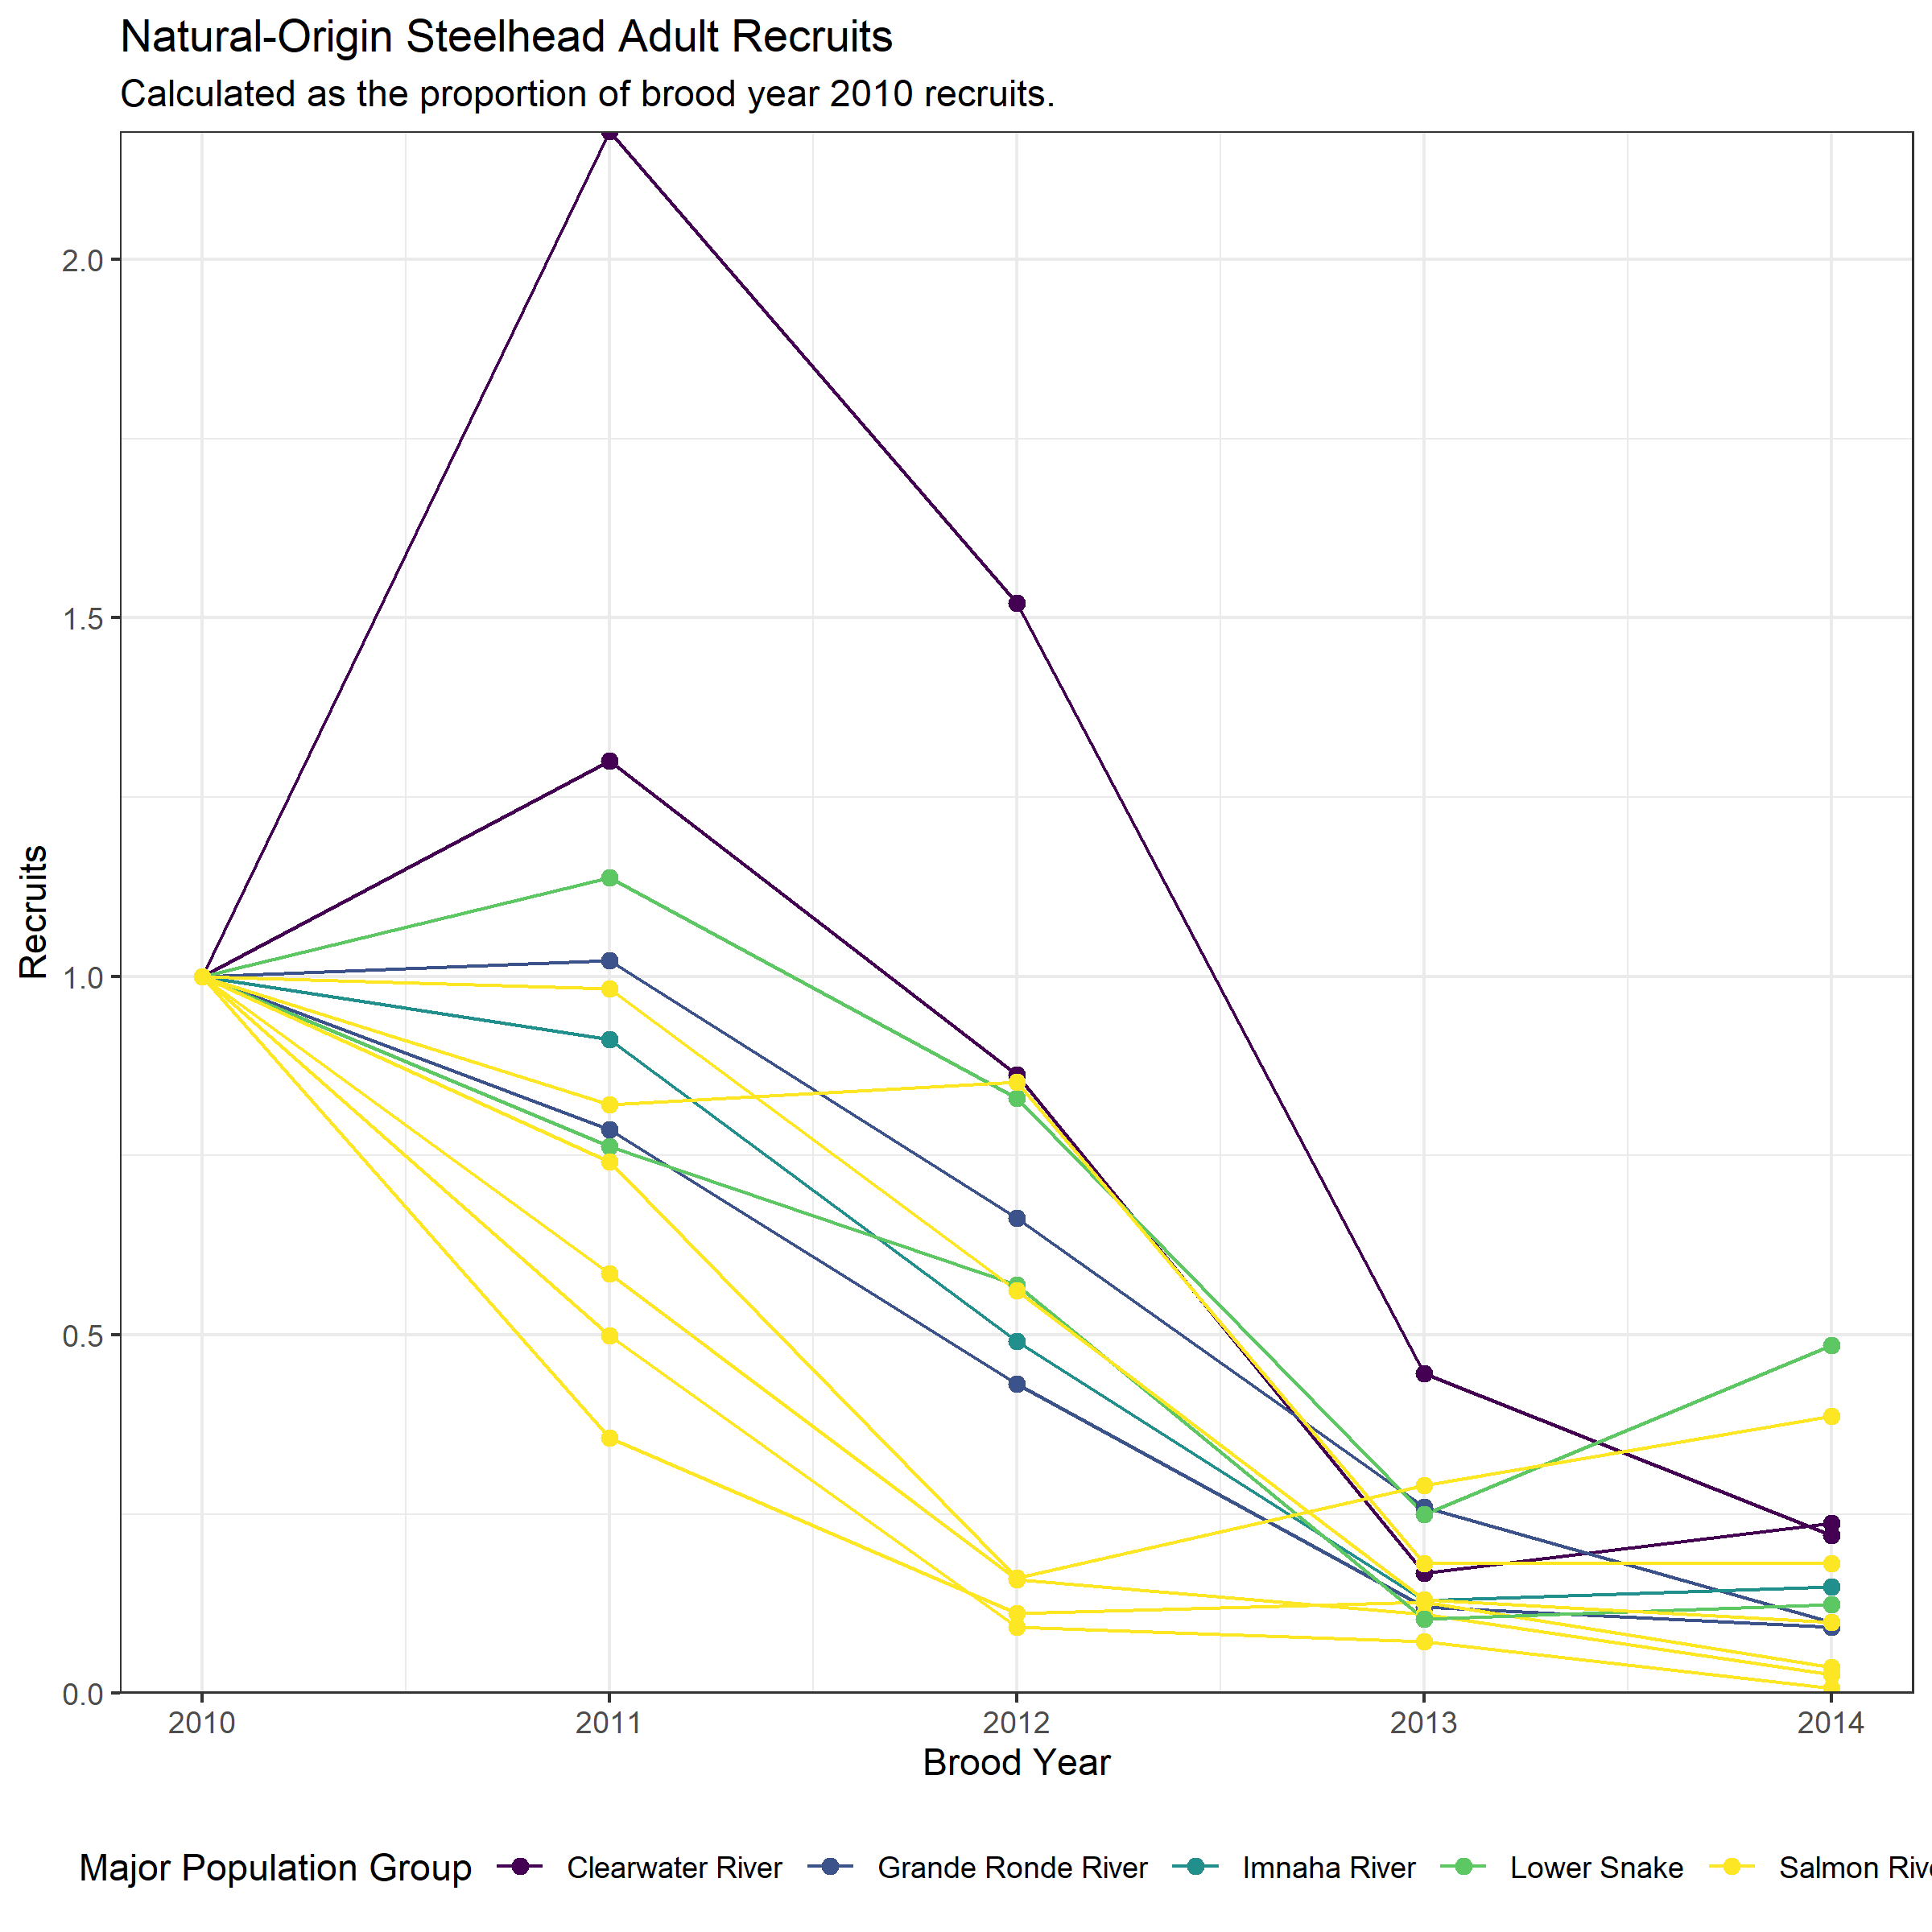 Natural-Origin Steelhead Adult Recruits
Calculated as the proportion of brood year 2010 recruits.
2.0
1.5
1.0
0.5
0.0
Recruits
2010 2011 2012 2013 2014
Brood Year
Major Population Group Clearwater River Grande Ronde River Imnaha River Lower Snake Salmon